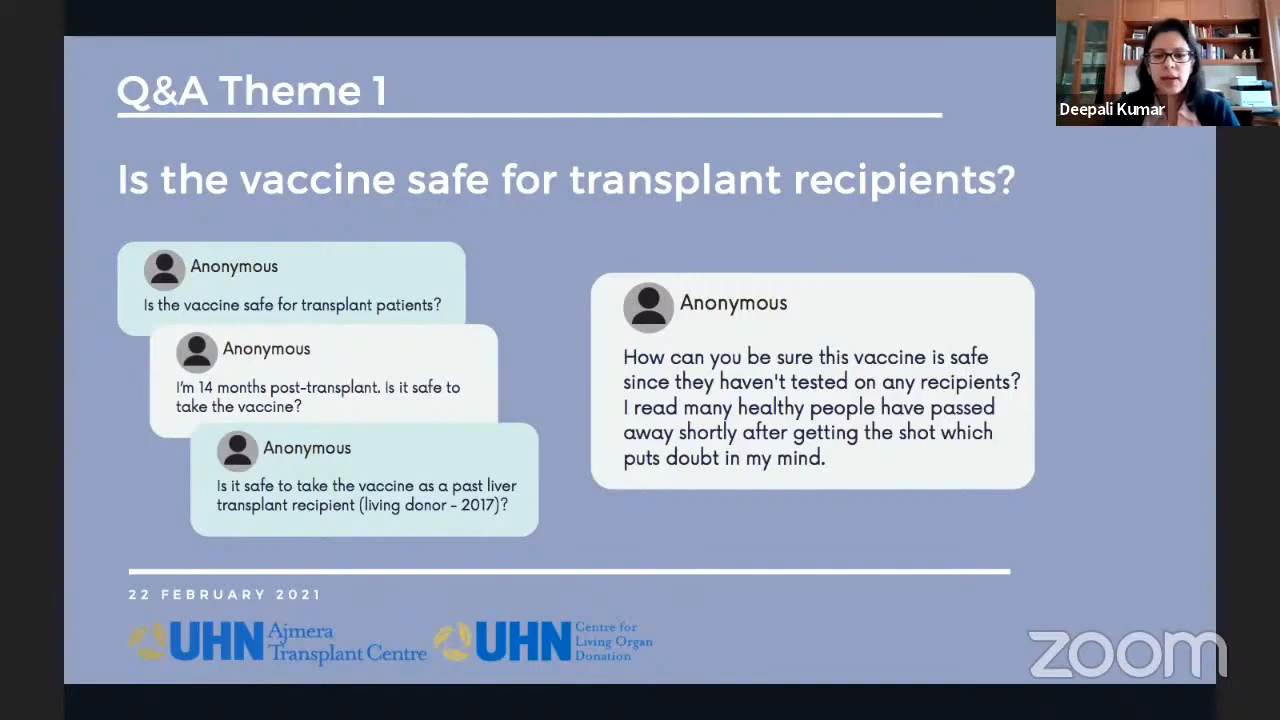 Deepali Kumar
Q&A Theme 1
Is the vaccine safe for transplant recipients?
Anonymous
Is the vaccine safe for transplant patients?
Anonymous
I'm 14 months post-transplant. Is it safe to
take the vaccine?
Anonymous
Is it safe to take the vaccine as a past liver
transplant recipient (living donor - 2017)?
Anonymous
How can you be sure this vaccine is safe
since they haven't tested on any recipients?
I read many healthy people have passed
away shortly after getting the shot which
puts doubt in my mind.
22 FEBRUARY 2021
UHN Ajmera
Transplant Centre
UHN Centre for
Living Organ
Donation
zoom